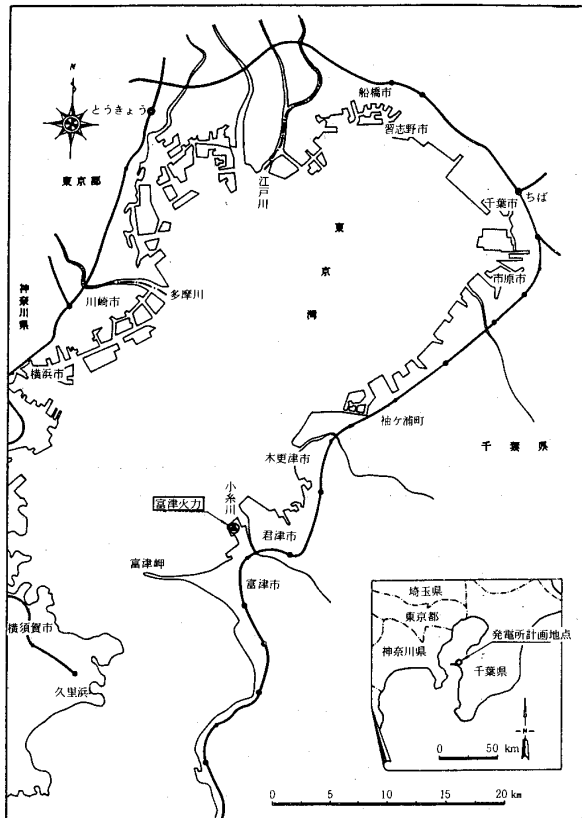 N
とうきょう
東京都
船橋市
習志野市
江戸川
千葉市
ちば
東京湾
市原市
神奈川県
川崎市
多摩川
横浜市
袖ケ浦町
千葉県
木更津市
小糸川
富津火力
君津市
富津岬
富津市
横須賀市
久里浜
埼玉県
東京都
発電所計画地点
神奈川県
千葉県
N
0 50 km
0 5 10 15 20 km